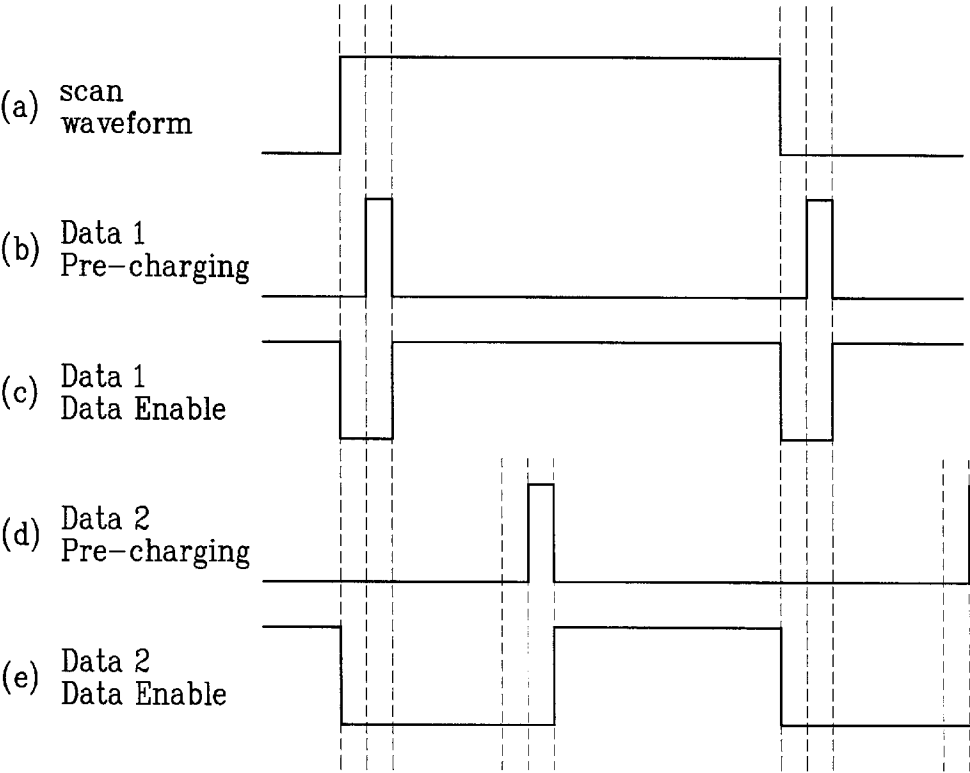 (a) scan
waveform
(b) Data 1
Pre-charging
(c) Data 1
Data Enable
(d) Data 2
Pre-charging
(e) Data 2
Data Enable